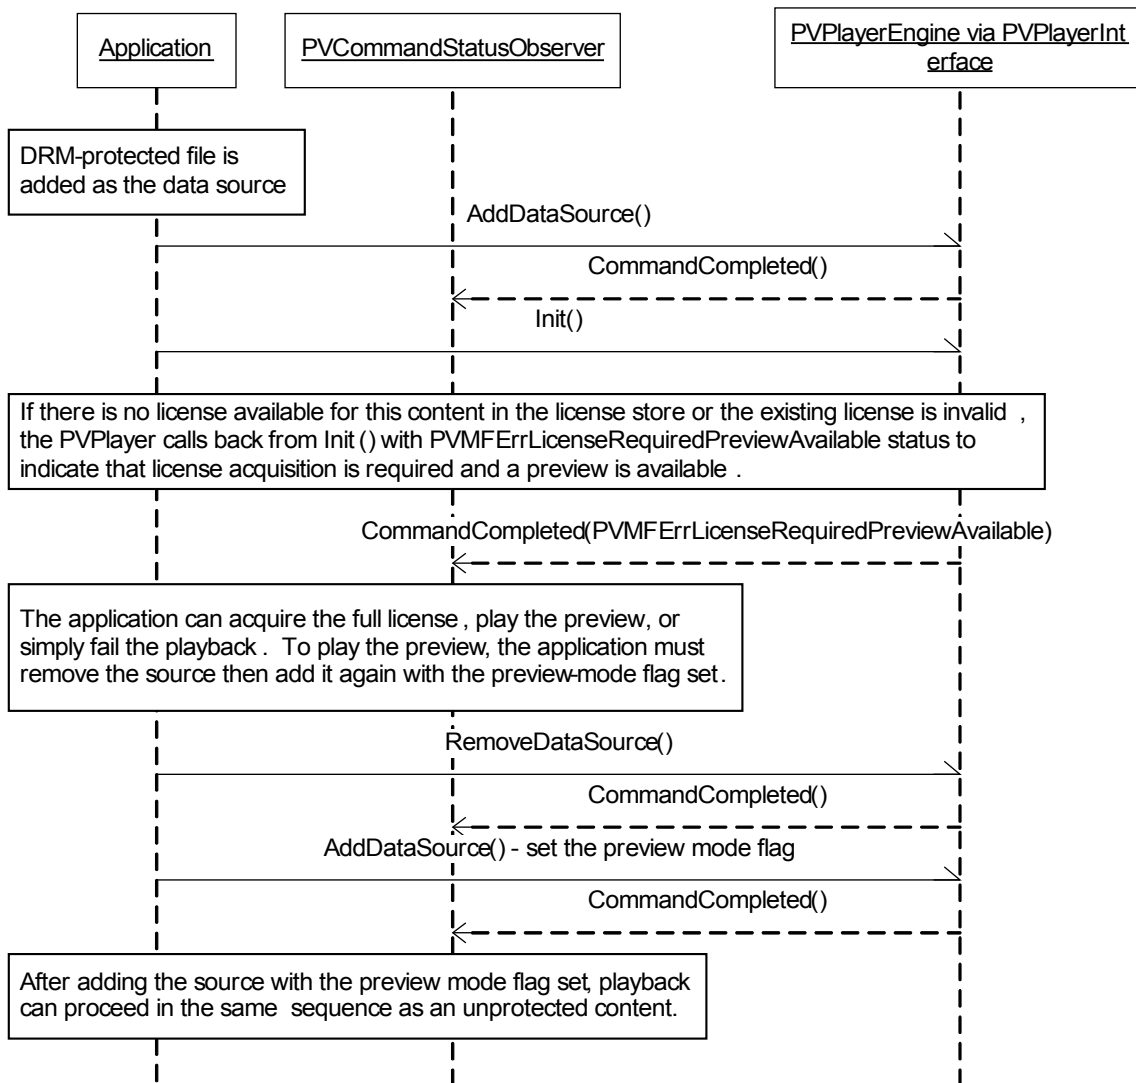 Application
PVCommandStatusObserver
PVPlayerEngine via PVPlayerInt
erface
DRM-protected file is
added as the data source
AddDataSource()
CommandCompleted()
Init()
If there is no license available for this content in the license store or the existing license is invalid ,
the PVPlayer calls back from Init () with PVMFErrLicenseRequiredPreviewAvailable status to
indicate that license acquisition is required and a preview is available .
CommandCompleted(PVMFErrLicenseRequiredPreviewAvailable)
The application can acquire the full license , play the preview, or
simply fail the playback .  To play the preview, the application must
remove the source then add it again with the preview-mode flag set.
RemoveDataSource()
CommandCompleted()
AddDataSource() - set the preview mode flag
CommandCompleted()
After adding the source with the preview mode flag set, playback
can proceed in the same  sequence as an unprotected content.